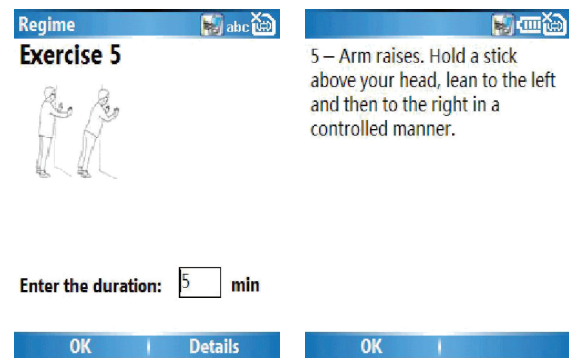 Regime
abc
Exercise 5
Enter the duration: 5 min
OK Details
5 – Arm raises. Hold a stick
above your head, lean to the left
and then to the right in a
controlled manner.
OK